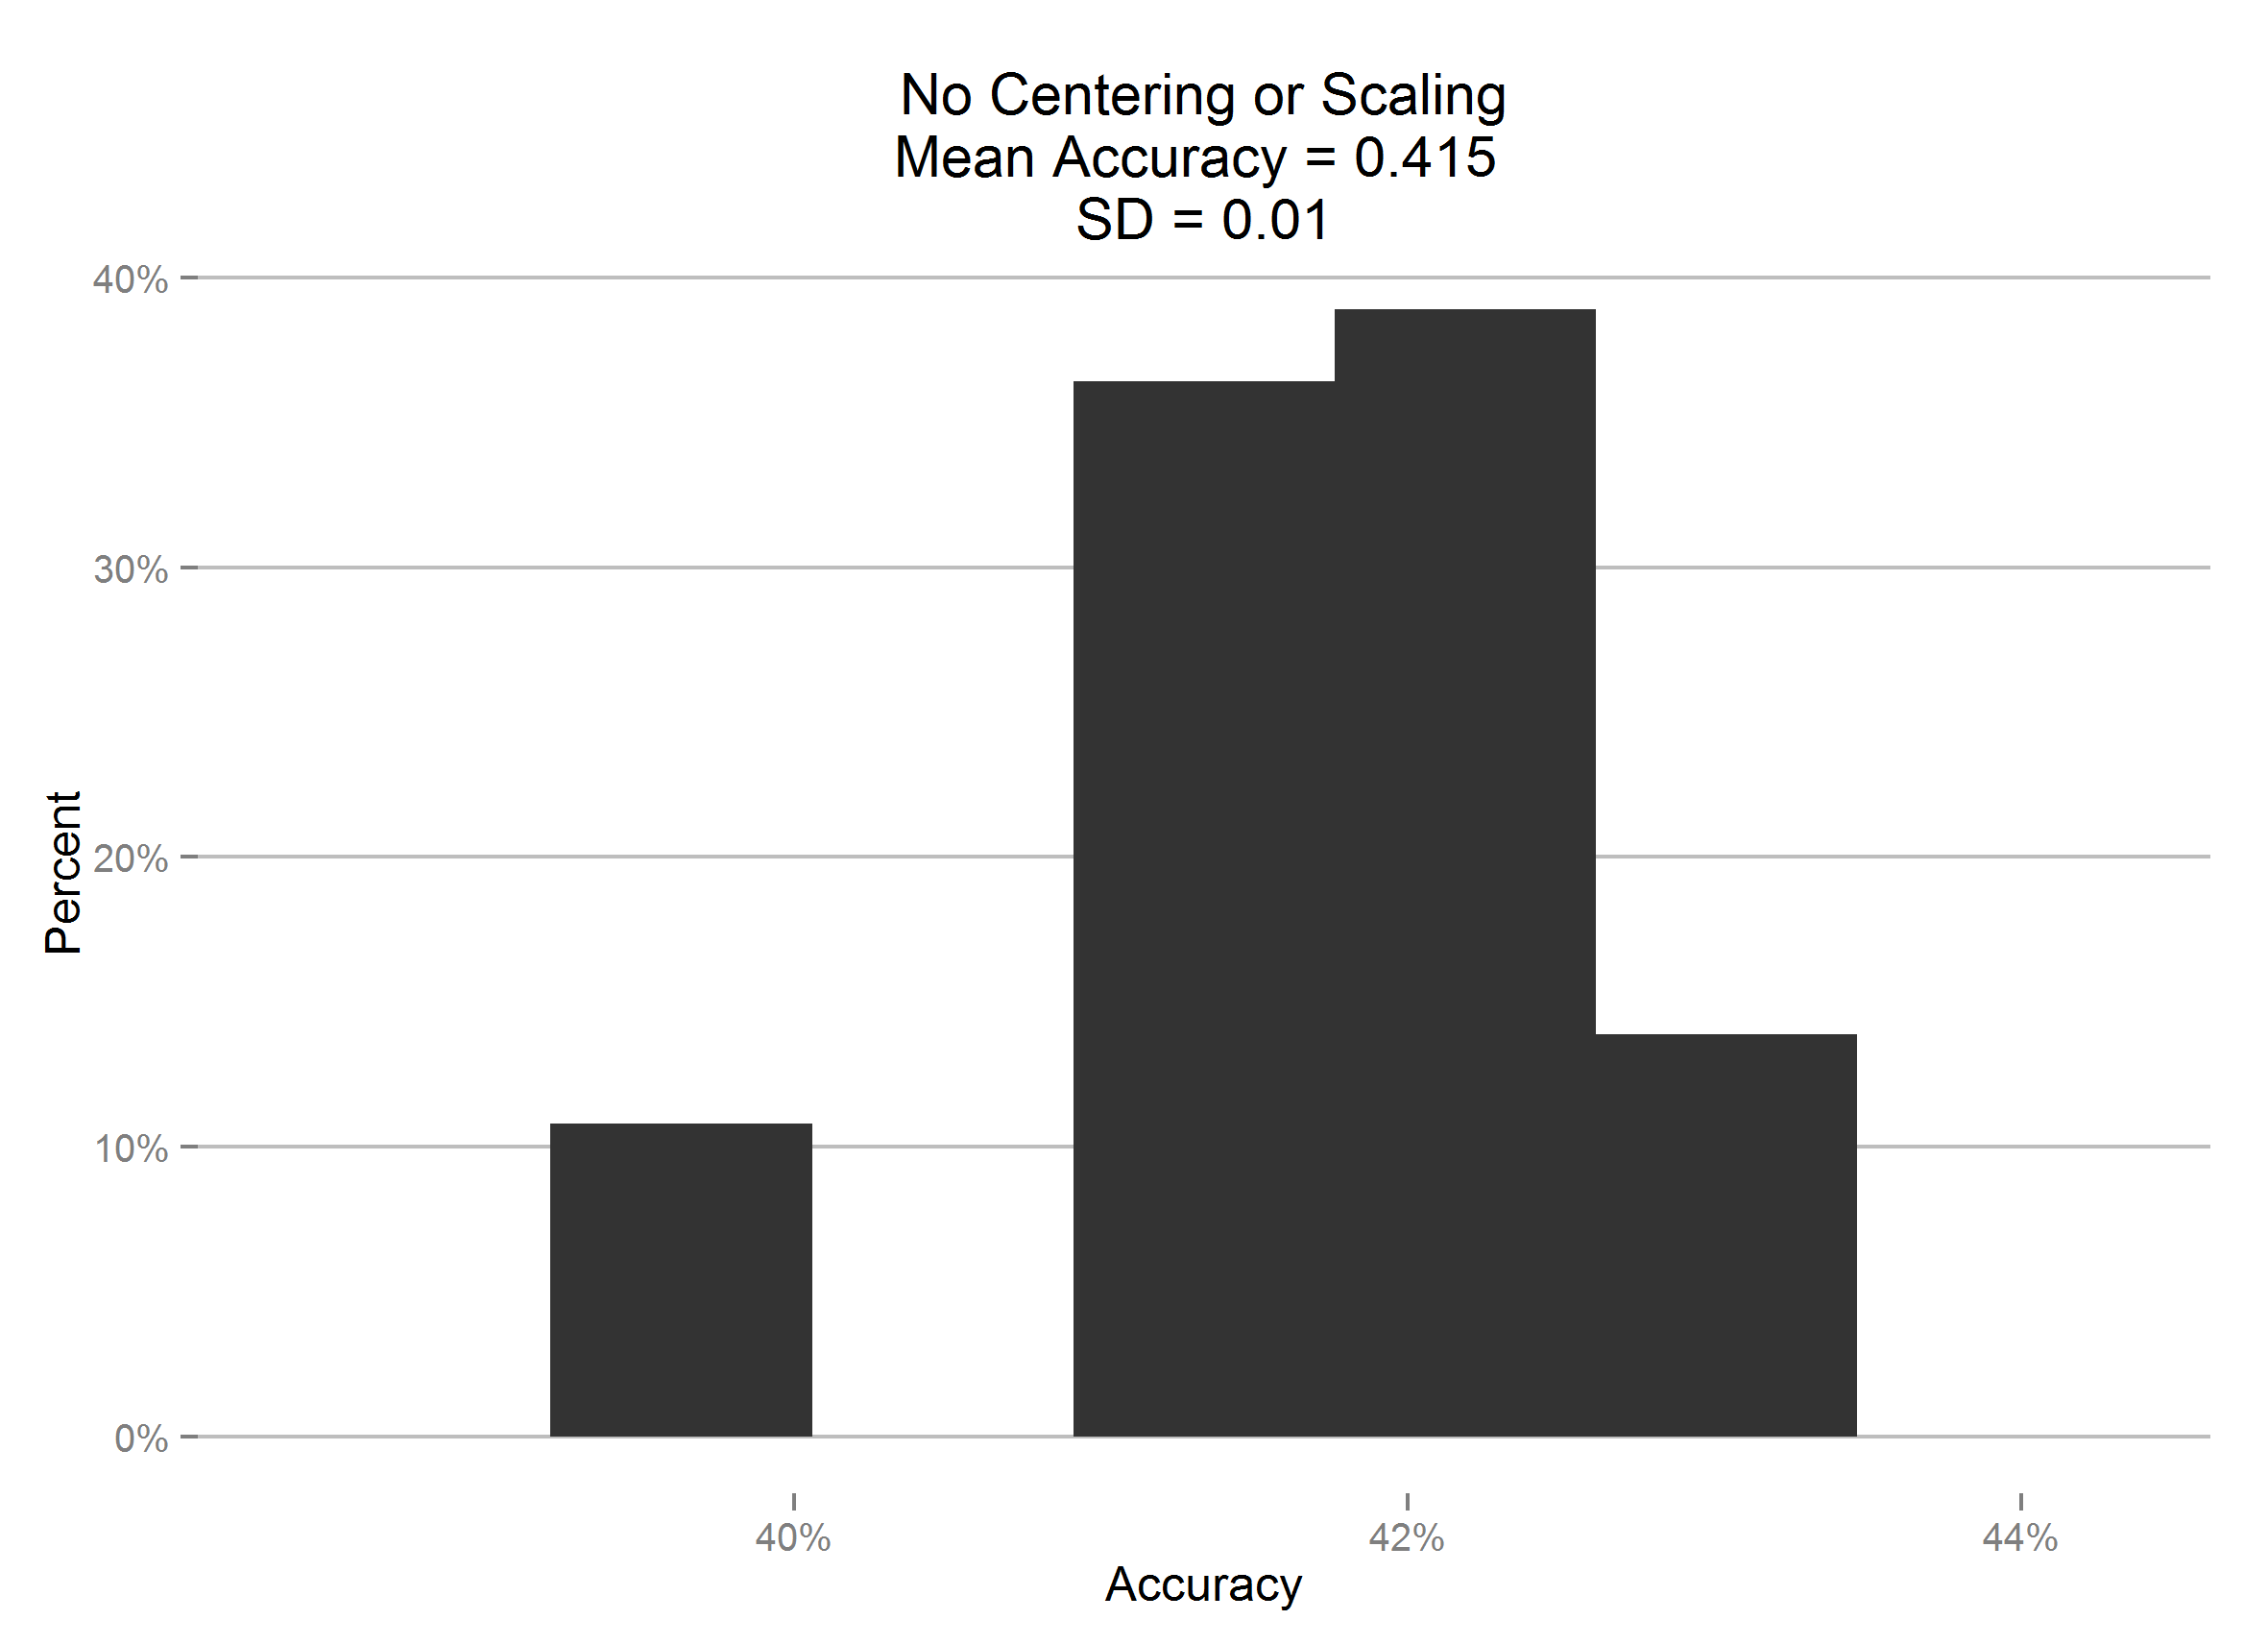 No Centering or Scaling
Mean Accuracy = 0.415
SD = 0.01
40%
30%
20%
10%
0%
Percent
40%
42%
44%
Accuracy